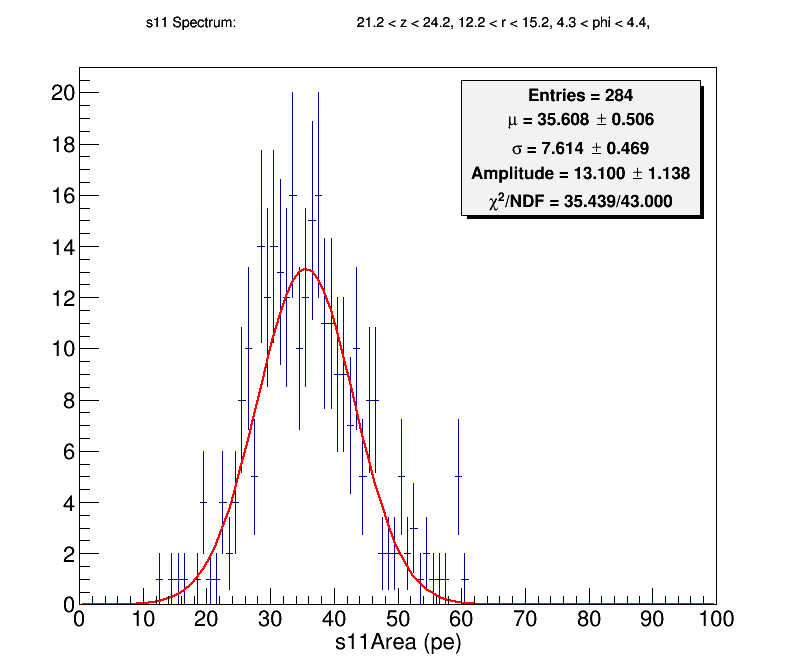 s11 Spectrum: 21.2 < z < 24.2, 12.2 < r < 15.2, 4.3 < phi < 4.4,
Entries = 284
μ = 35.608 ± 0.506
σ = 7.614 ± 0.469
Amplitude = 13.100 ± 1.138
χ²/NDF = 35.439/43.000
20
18
16
14
12
10
8
6
4
2
0
0 10 20 30 40 50 60 70 80 90 100
s11Area (pe)